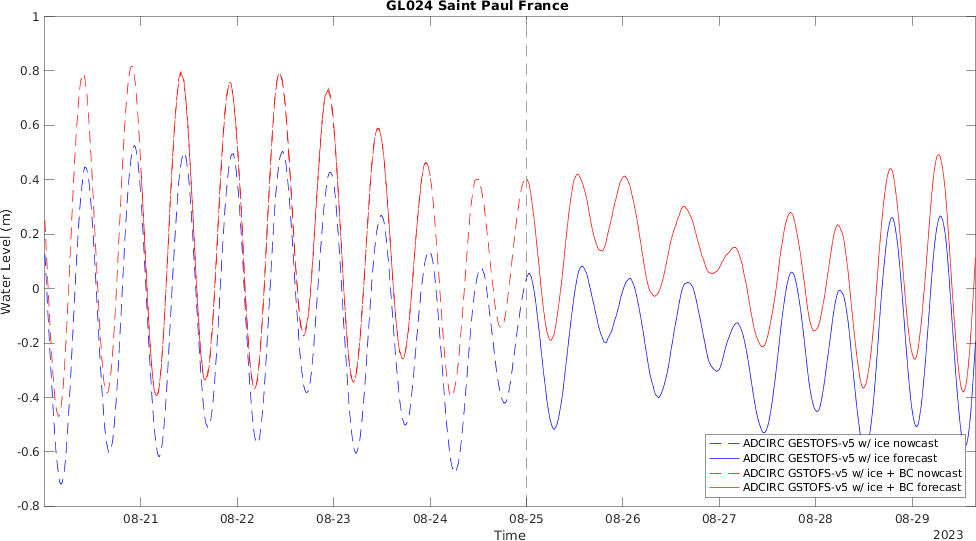 GL024 Saint Paul France
Water Level (m)
1
0.8
0.6
0.4
0.2
0
-0.2
-0.4
-0.6
-0.8
08-21 08-22 08-23 08-24 08-25 08-26 08-27 08-28 08-29
Time
2023
ADCIRC GESTOFS-v5 w/ ice nowcast
ADCIRC GESTOFS-v5 w/ ice forecast
ADCIRC GSTOFS-v5 w/ ice + BC nowcast
ADCIRC GSTOFS-v5 w/ ice + BC forecast